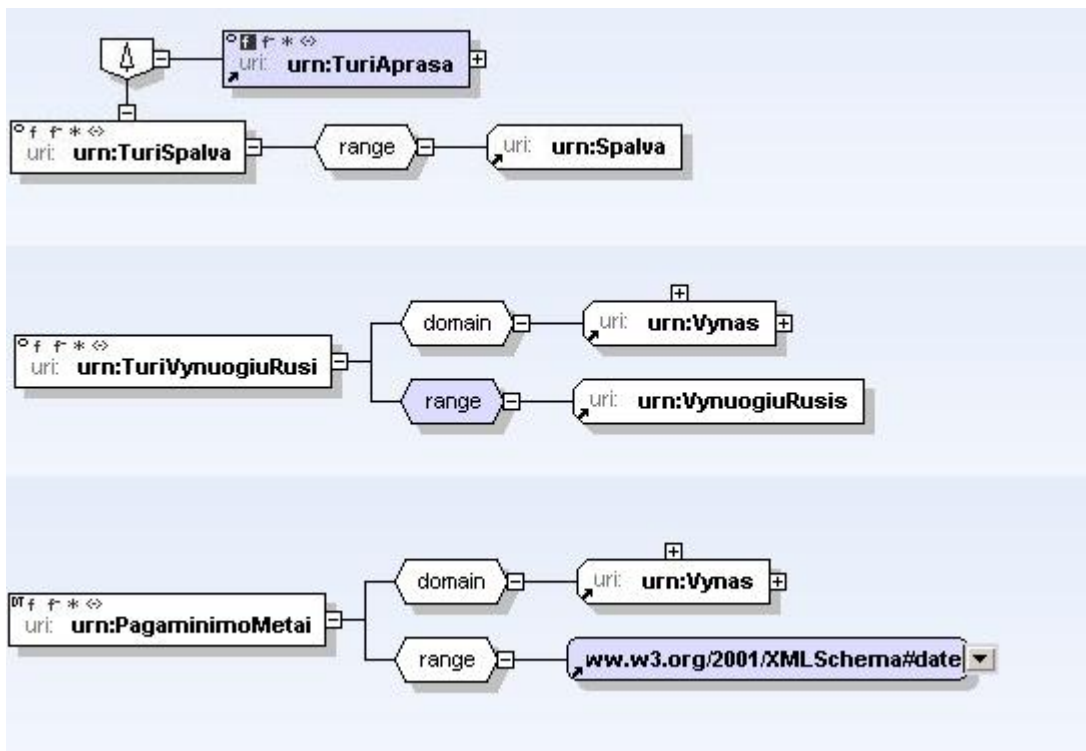 f f- * <>
uri: urn:TuriAprasa
f f- * <>
uri: urn:TuriSpalva
range
uri: urn:Spalva
domain
uri: urn:Vynas
f f- * <>
uri: urn:TuriVynuogiuRusi
range
uri: urn:VynuogiuRusis
domain
uri: urn:Vynas
DT f f- * <>
uri: urn:PagaminimoMetai
range
ww.w3.org/2001/XMLSchema#date